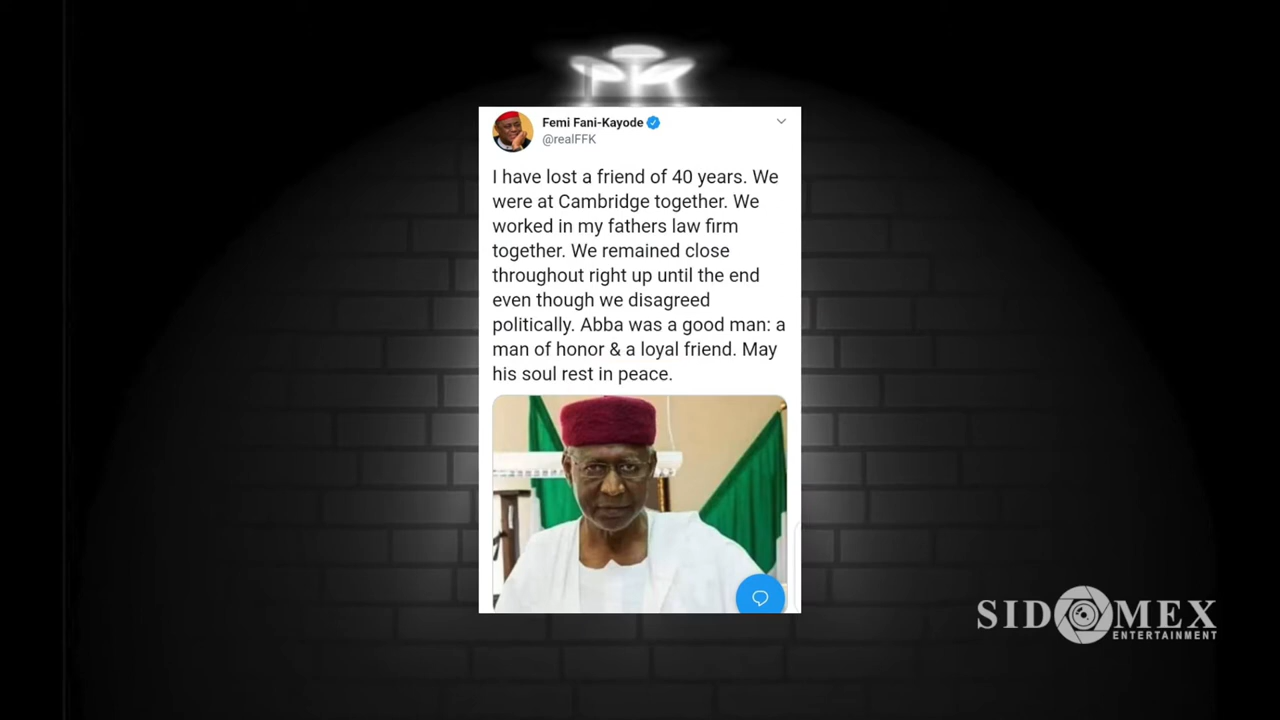 Femi Fani-Kayode
@realFFK
I have lost a friend of 40 years. We
were at Cambridge together. We
worked in my fathers law firm
together. We remained close
throughout right up until the end
even though we disagreed
politically. Abba was a good man: a
man of honor & a loyal friend. May
his soul rest in peace.
SIDOMEX
ENTERTAINMENT